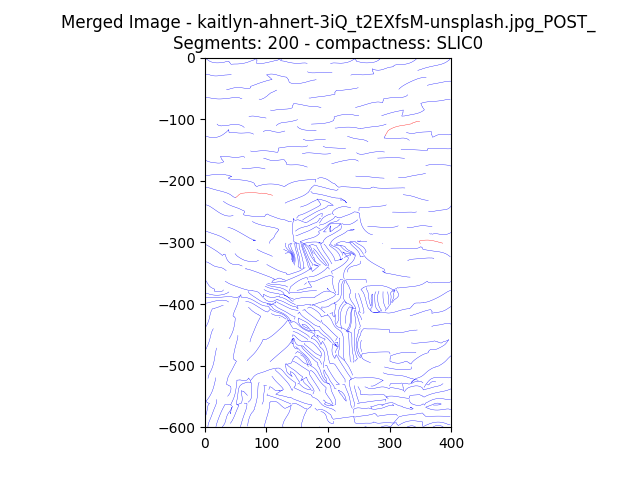 Merged Image - kaitlyn-ahnert-3iQ_t2EXfsM-unsplash.jpg_POST_
Segments: 200 - compactness: SLIC0
0
−100
−200
−300
−400
−500
−600
0 100 200 300 400